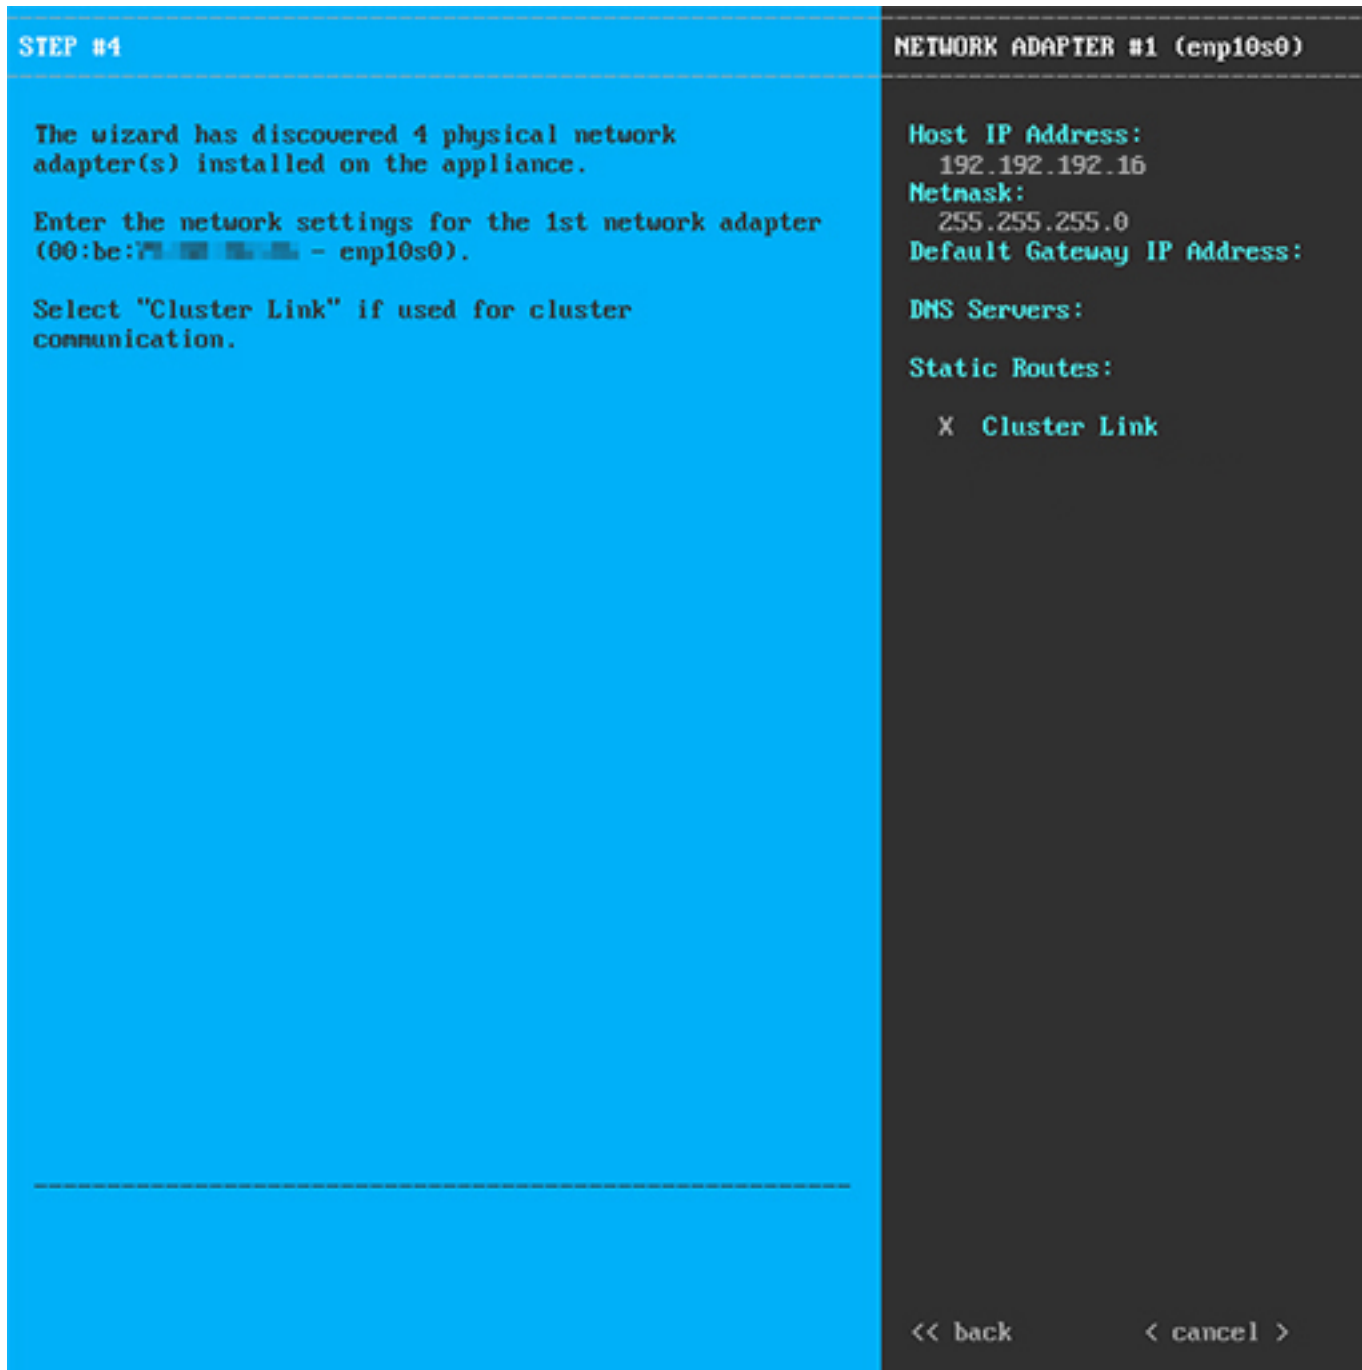 STEP #4
The wizard has discovered 4 physical network
adapter(s) installed on the appliance.
Enter the network settings for the 1st network adapter
(00:be: - enp10s0).
Select "Cluster Link" if used for cluster
communication.
NETWORK ADAPTER #1 (enp10s0)
Host IP Address:
192.192.192.16
Netmask:
255.255.255.0
Default Gateway IP Address:
DNS Servers:
Static Routes:
X Cluster Link
<< back < cancel >